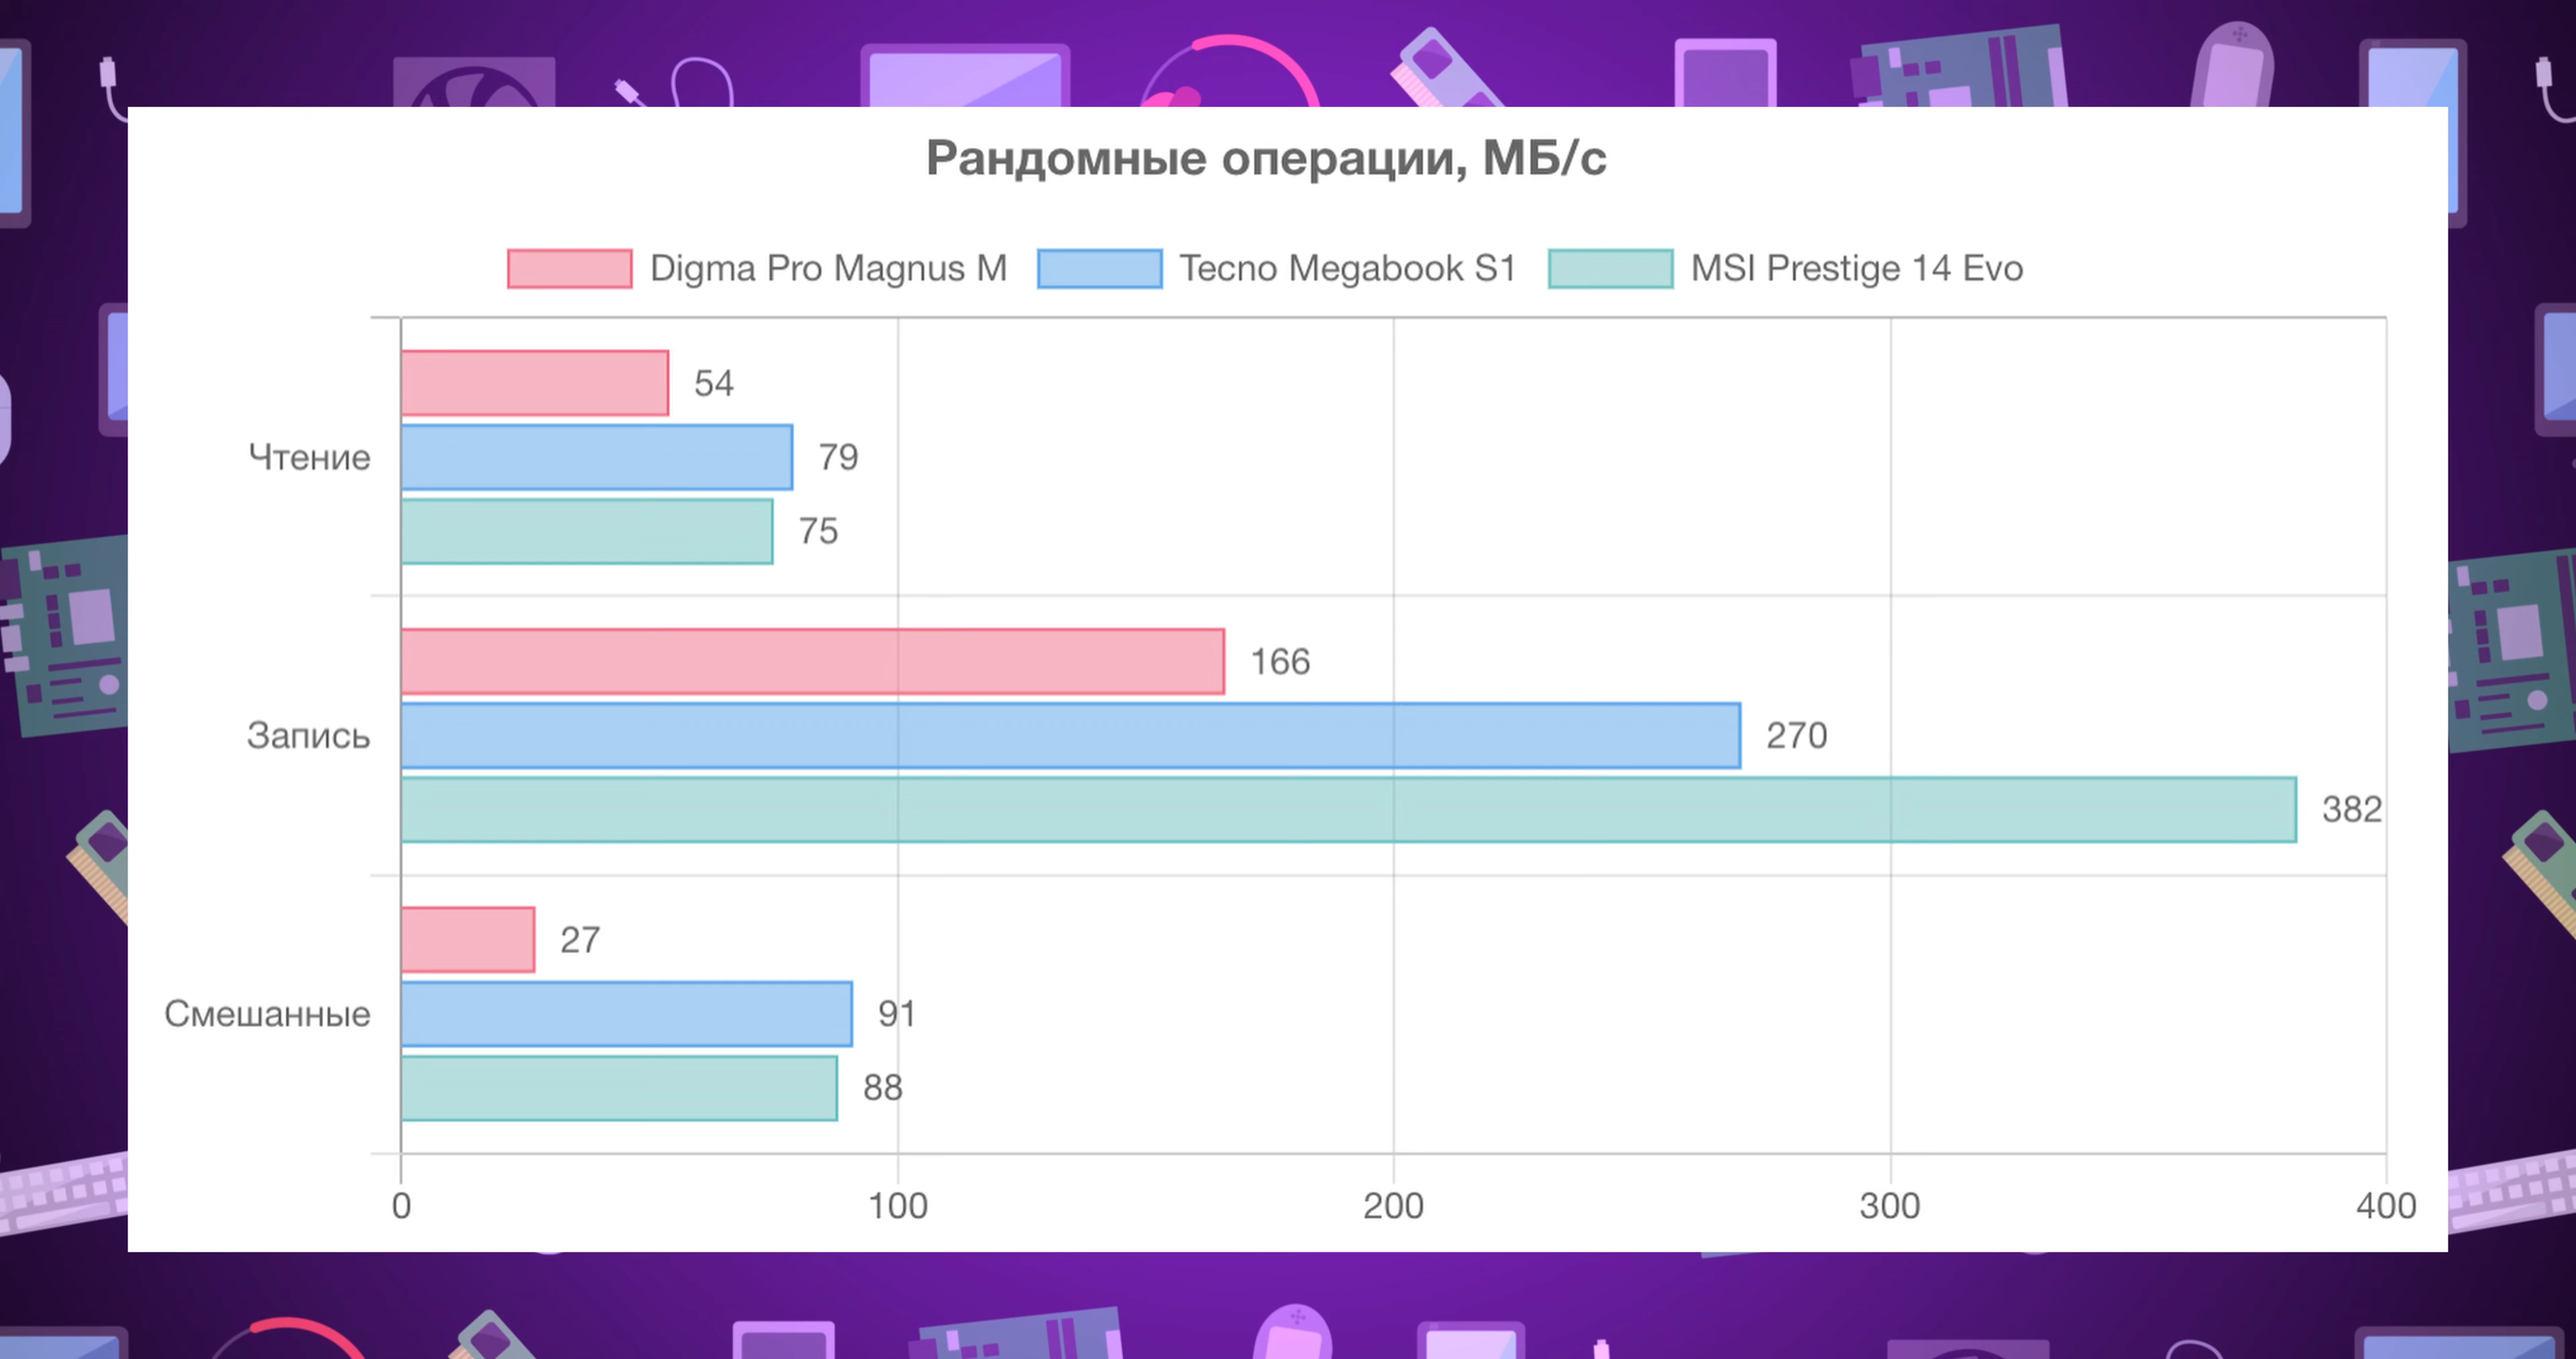 Рандомные операции, МБ/с
Digma Pro Magnus M Tecno Megabook S1 MSI Prestige 14 Evo
54
Чтение 79
75
166
Запись 270
382
27
Смешанные 91
88
0 100 200 300 400